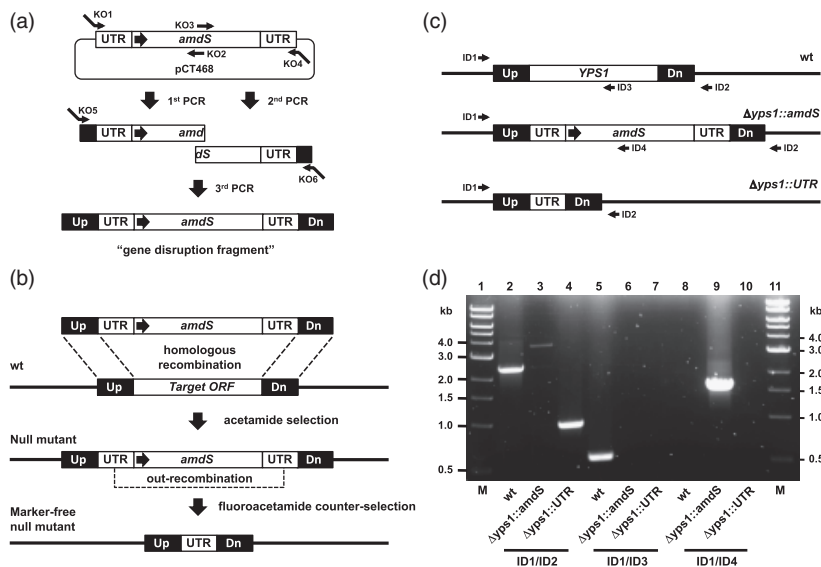 (a)
KO1
KO3
UTR
amdS
UTR
KO2
KO4
pCT468
1st PCR
2nd PCR
KO5
UTR
amd
dS
UTR
KO6
3rd PCR
Up
UTR
amdS
UTR
Dn
“gene disruption fragment”
(b)
Up
UTR
amdS
UTR
Dn
homologous
recombination
wt
Up
Target ORF
Dn
acetamide selection
Null mutant
Up
UTR
amdS
UTR
Dn
out-recombination
fluoroacetamide counter-selection
Marker-free
null mutant
Up
UTR
Dn
(c)
ID1
wt
Up
YPS1
Dn
ID3
ID2
ID1
Δyps1::amdS
Up
UTR
amdS
UTR
Dn
ID4
ID2
ID1
Δyps1::UTR
Up
UTR
Dn
ID2
(d)
1 2 3 4 5 6 7 8 9 10 11
kb
kb
4.0
3.0
2.0
1.5
1.0
0.5
4.0
3.0
2.0
1.5
1.0
0.5
M
wt
Δyps1::amdS
Δyps1::UTR
wt
Δyps1::amdS
Δyps1::UTR
wt
Δyps1::amdS
Δyps1::UTR
M
ID1/ID2
ID1/ID3
ID1/ID4